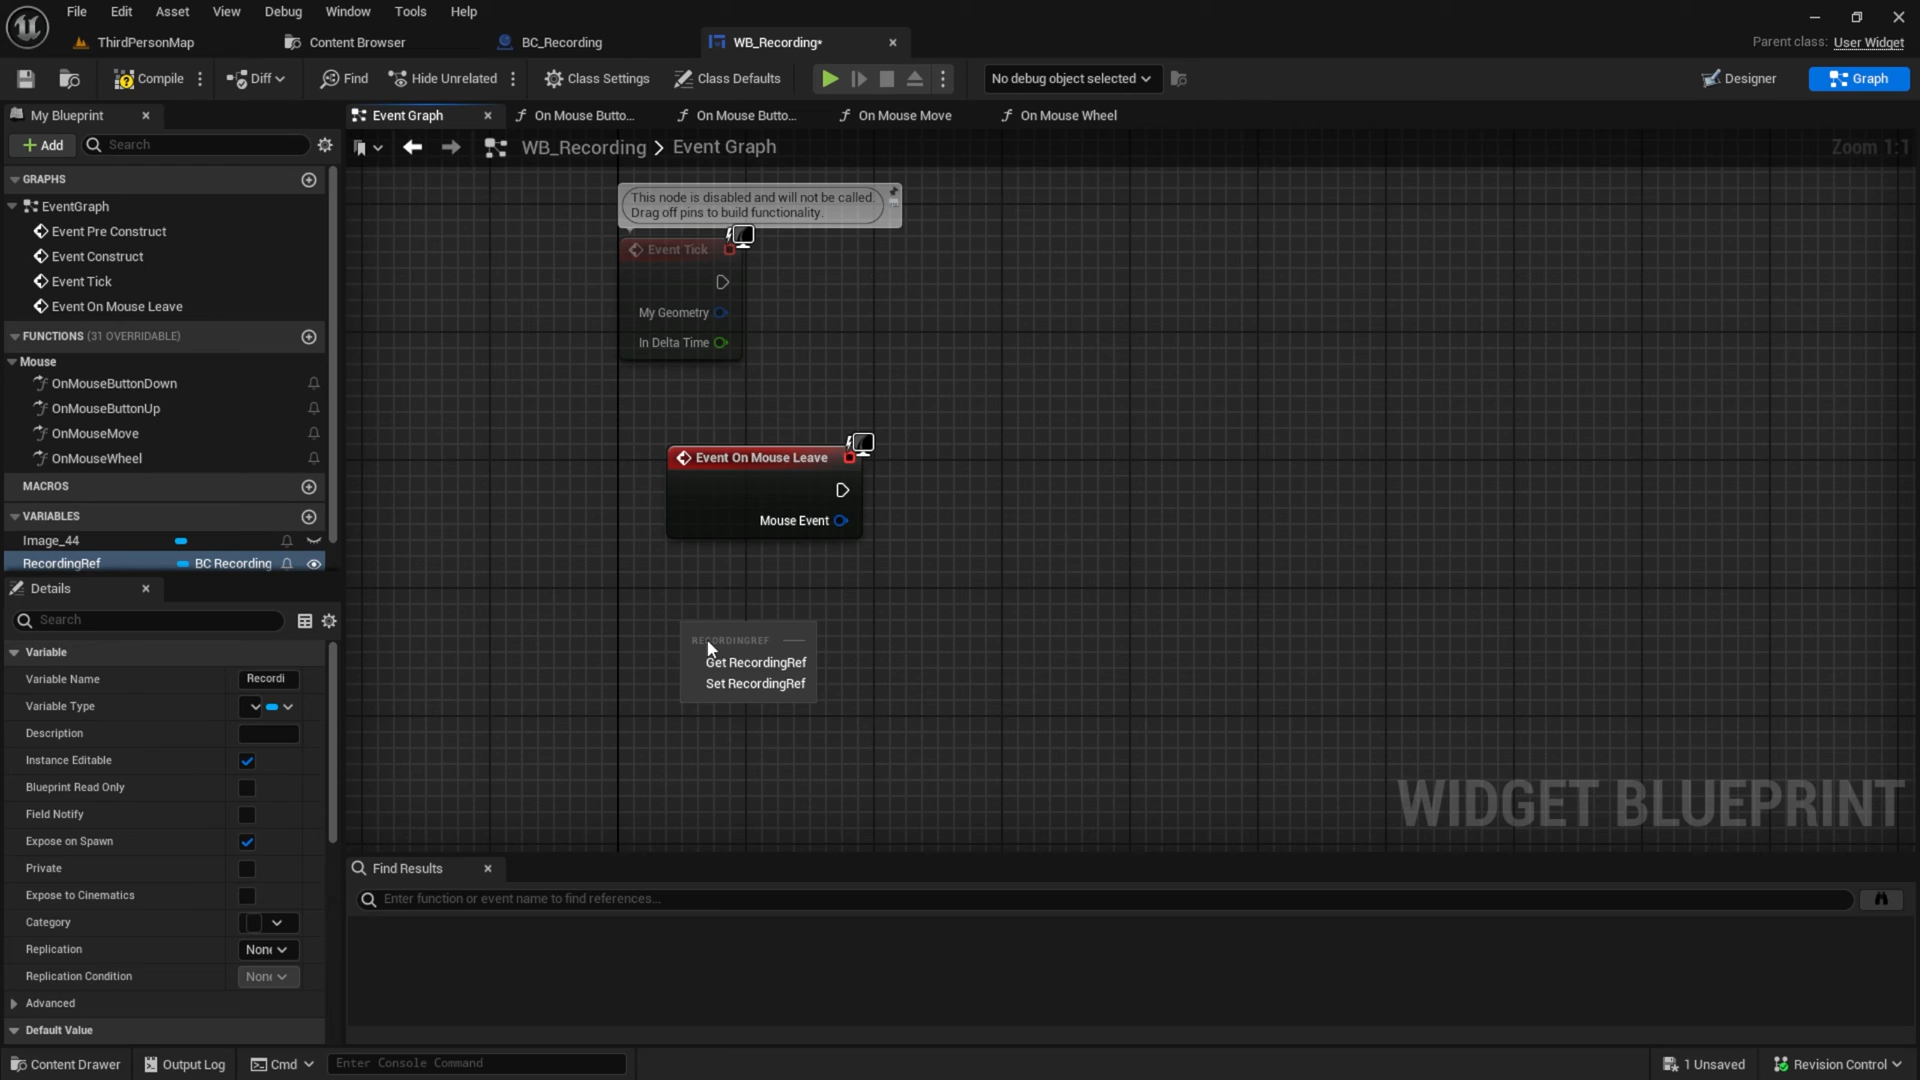 File Edit Asset View Debug Window Tools Help
ThirdPersonMap Content Browser BC_Recording WB_Recording*
Parent class: User Widget
Compile Diff Find Hide Unrelated Class Settings Class Defaults No debug object selected Designer Graph
My Blueprint
Event Graph On Mouse Butto... On Mouse Butto... On Mouse Move On Mouse Wheel
Add Search
WB_Recording > Event Graph
Zoom 1:1
GRAPHS
EventGraph
Event Pre Construct
Event Construct
Event Tick
Event On Mouse Leave
FUNCTIONS (31 OVERRIDABLE)
Mouse
OnMouseButtonDown
OnMouseButtonUp
OnMouseMove
OnMouseWheel
MACROS
VARIABLES
Image_44
RecordingRef BC Recording
This node is disabled and will not be called.
Drag off pins to build functionality.
Event Tick
My Geometry
In Delta Time
Event On Mouse Leave
Mouse Event
RECORDINGREF
Get RecordingRef
Set RecordingRef
WIDGET BLUEPRINT
Details
Search
Variable
Variable Name Recordi
Variable Type
Description
Instance Editable
Blueprint Read Only
Field Notify
Expose on Spawn
Private
Expose to Cinematics
Category
Replication None
Replication Condition None
Advanced
Default Value
Find Results
Enter function or event name to find references...
Content Drawer Output Log Cmd Enter Console Command
1 Unsaved Revision Control